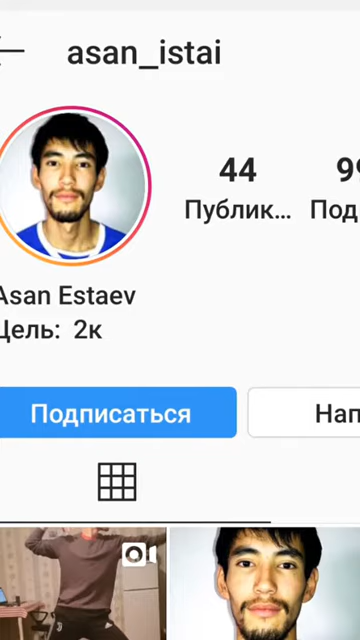 asan_istai
44
Публик...
Asan Estaev
Цель: 2к
Подписаться